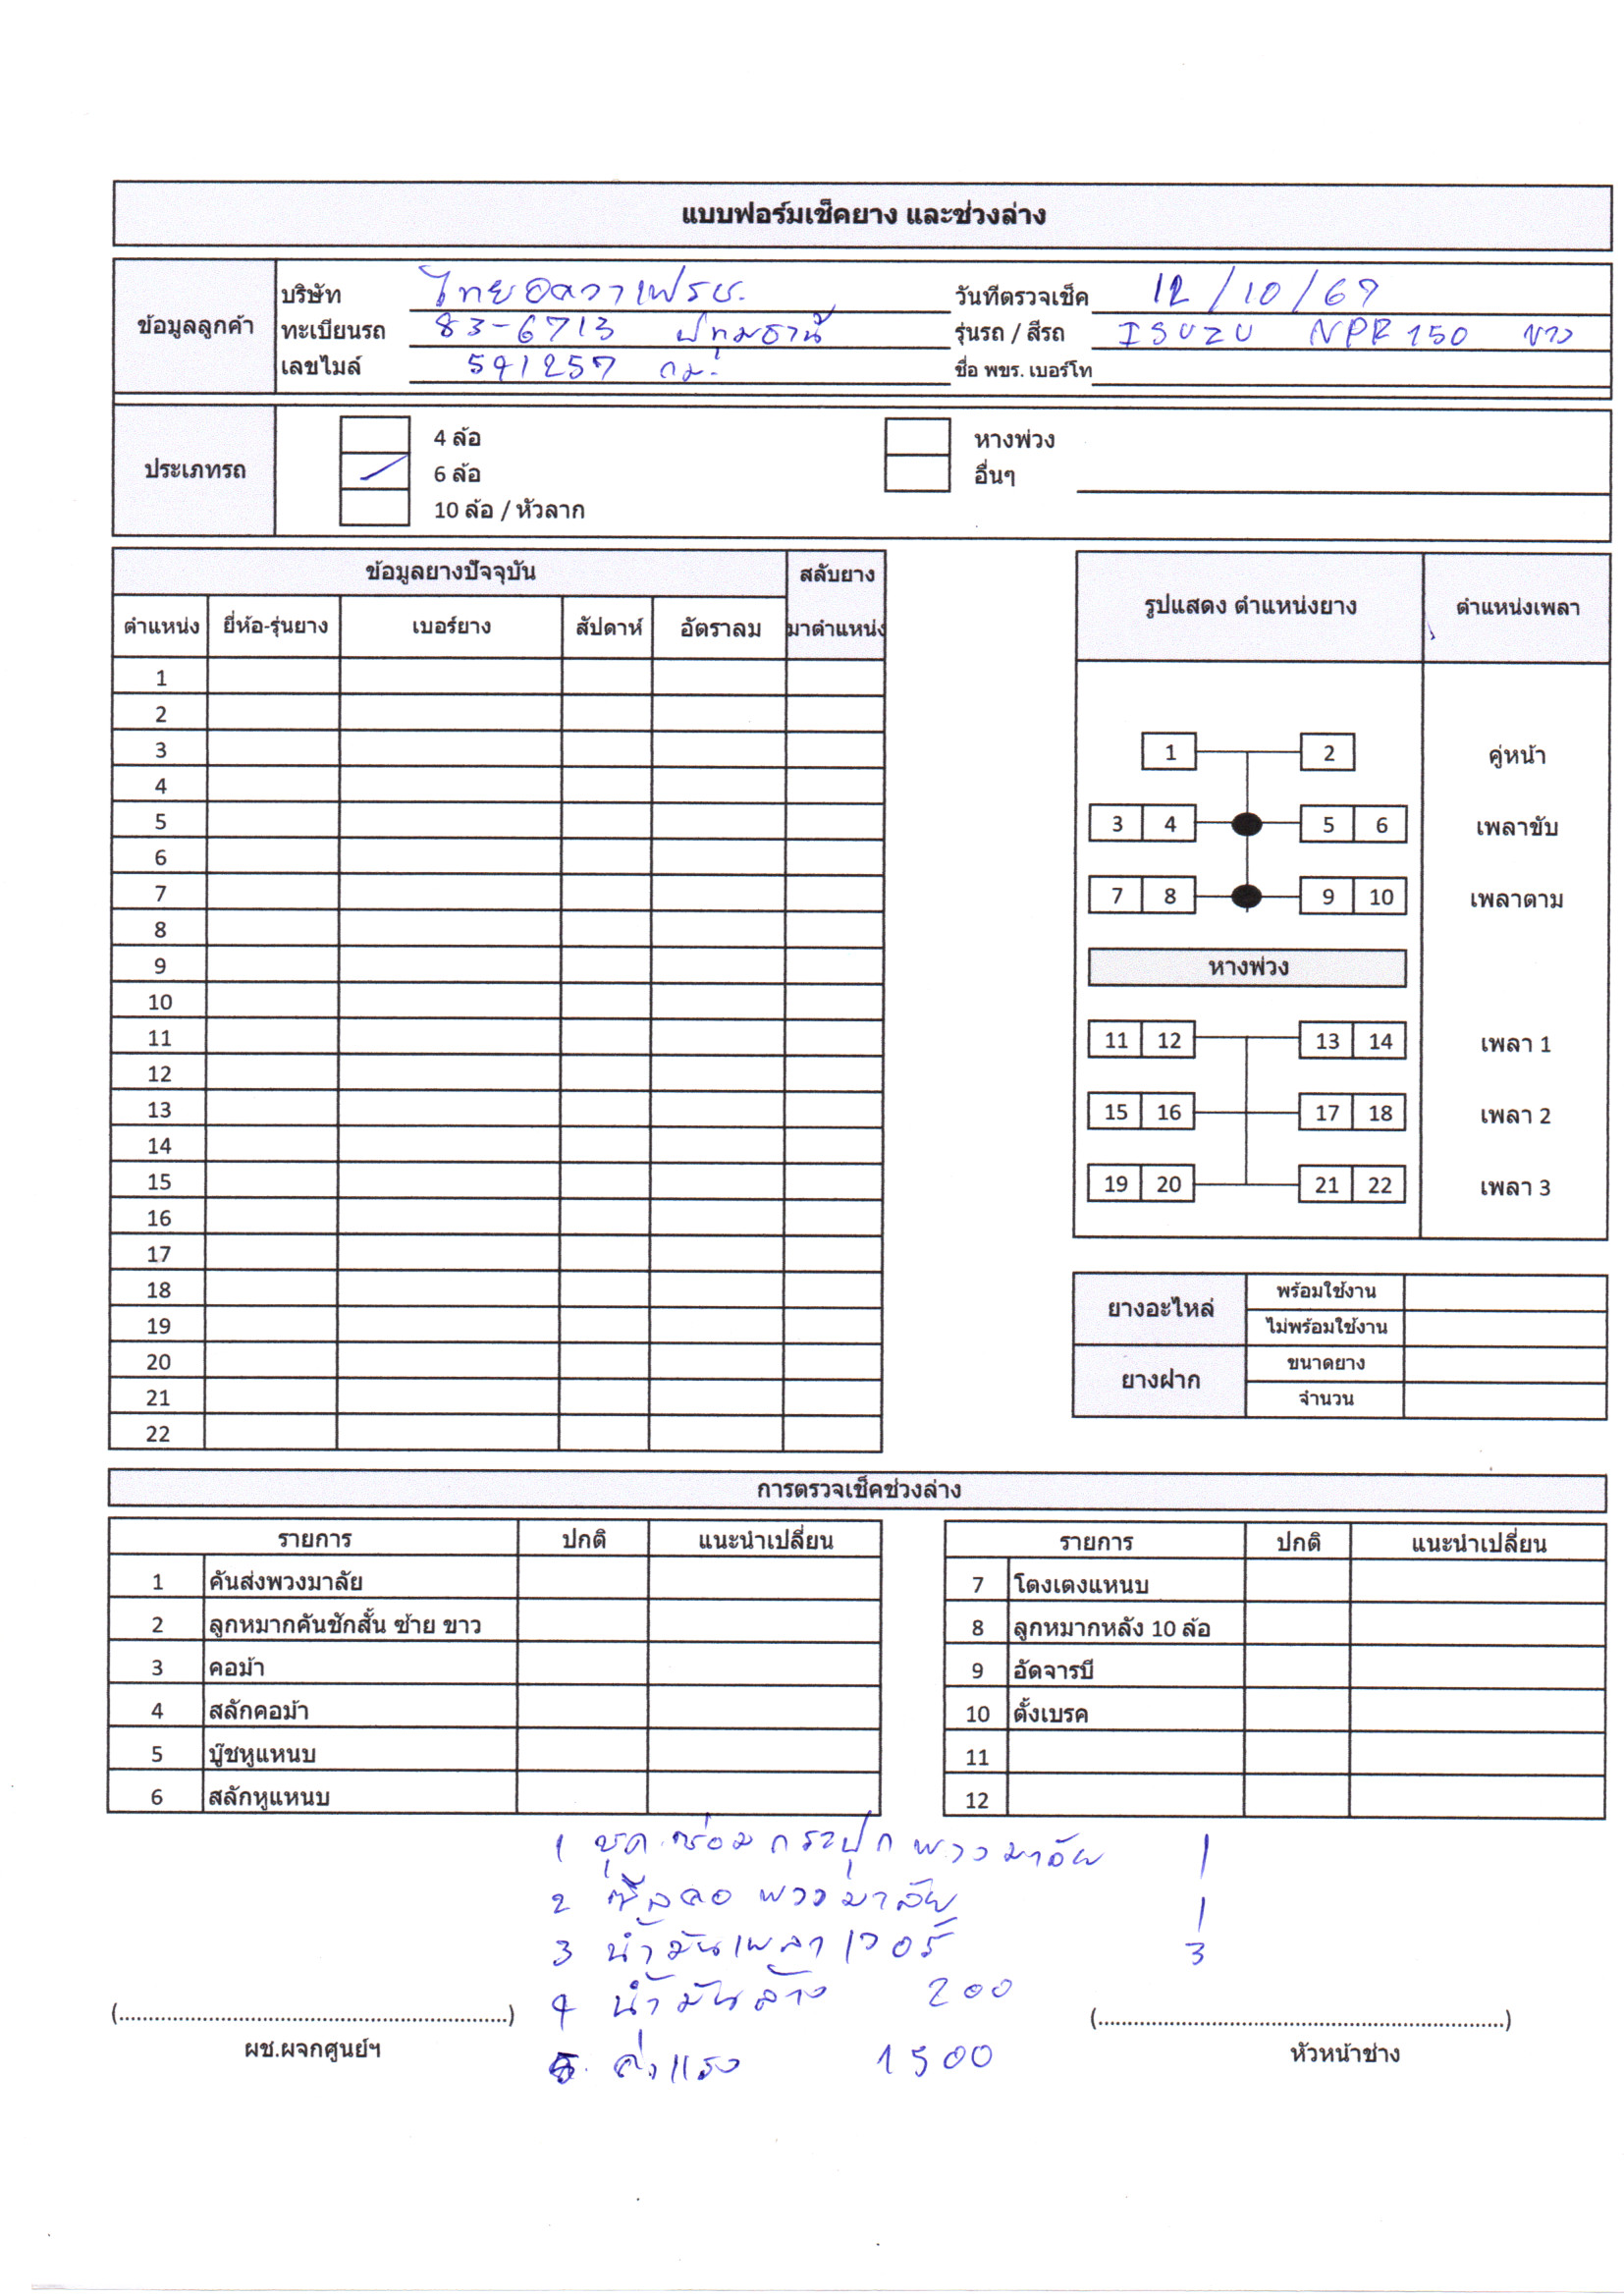 แบบฟอร์มเช็คยาง และช่วงล่าง
ข้อมูลลูกค้า
บริษัท ไทยอควาเฟรช. วันที่ตรวจเช็ค 12/10/67
ทะเบียนรถ 83-6713 ปทุมธานี รุ่นรถ / สีรถ ISUZU NPR 150 ขาว
เลขไมล์ 541257 กม. ชื่อ พขร. เบอร์โท
ประเภทรถ
4 ล้อ หางพ่วง
6 ล้อ อื่นๆ
10 ล้อ / หัวลาก
ข้อมูลยางปัจจุบัน สลับยาง
ตำแหน่ง ยี่ห้อ-รุ่นยาง เบอร์ยาง สัปดาห์ อัตราลม มาตำแหน่ง
1
2
3
4
5
6
7
8
9
10
11
12
13
14
15
16
17
18
19
20
21
22
รูปแสดง ตำแหน่งยาง ตำแหน่งเพลา
1 2 คู่หน้า
3 4 5 6 เพลาขับ
7 8 9 10 เพลาตาม
หางพ่วง
11 12 13 14 เพลา 1
15 16 17 18 เพลา 2
19 20 21 22 เพลา 3
ยางอะไหล่ พร้อมใช้งาน
ไม่พร้อมใช้งาน
ยางฝาก ขนาดยาง
จำนวน
การตรวจเช็คช่วงล่าง
รายการ ปกติ แนะนำเปลี่ยน
1 คันส่งพวงมาลัย
2 ลูกหมากคันชักสั้น ซ้าย ขาว
3 คอม้า
4 สลักคอม้า
5 บู๊ชหูแหนบ
6 สลักหูแหนบ
รายการ ปกติ แนะนำเปลี่ยน
7 โตงเตงแหนบ
8 ลูกหมากหลัง 10 ล้อ
9 อัดจารบี
10 ตั้งเบรค
11
12
1 ชุดซ่อมกระปุกพวงมาลัย 1
2 ซีลคอพวงมาลัย 1
3 น้ำมันเพลาเวอร์ 3
4 น้ำมันล้าง 200
5. ค่าแรง 1500
(................................................) (................................................)
ผช.ผจกศูนย์ฯ หัวหน้าช่าง